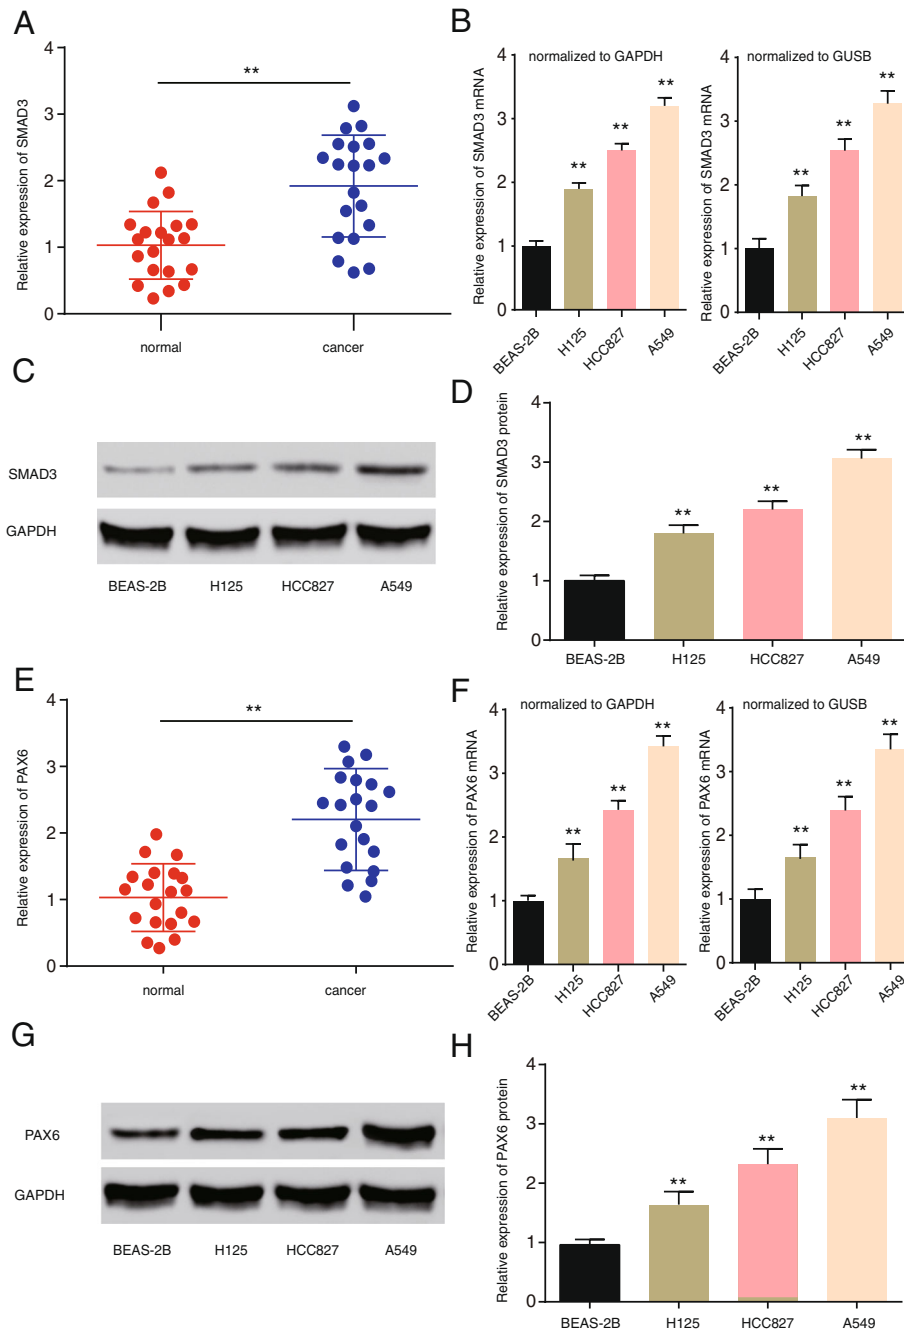 A
Relative expression of SMAD3
4
3
2
1
0
**
normal
cancer
B
normalized to GAPDH
Relative expression of SMAD3 mRNA
4
3
2
1
0
**
**
**
BEAS-2B
H125
HCC827
A549
normalized to GUSB
Relative expression of SMAD3 mRNA
4
3
2
1
0
**
**
**
BEAS-2B
H125
HCC827
A549
C
SMAD3
GAPDH
BEAS-2B
H125
HCC827
A549
D
Relative expression of SMAD3 protein
4
3
2
1
0
**
**
**
BEAS-2B
H125
HCC827
A549
E
Relative expression of PAX6
4
3
2
1
0
**
normal
cancer
F
normalized to GAPDH
Relative expression of PAX6 mRNA
4
3
2
1
0
**
**
**
BEAS-2B
H125
HCC827
A549
normalized to GUSB
Relative expression of PAX6 mRNA
4
3
2
1
0
**
**
**
BEAS-2B
H125
HCC827
A549
G
PAX6
GAPDH
BEAS-2B
H125
HCC827
A549
H
Relative expression of PAX6 protein
4
3
2
1
0
**
**
**
BEAS-2B
H125
HCC827
A549